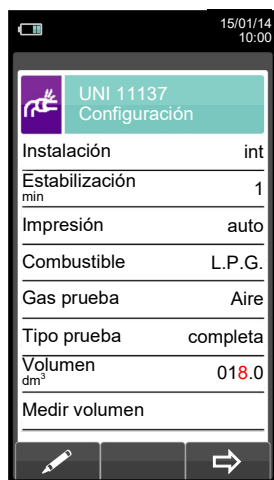 15/01/14
10:00
UNI 11137
Configuración
Instalación int
Estabilización
min 1
Impresión auto
Combustible L.P.G.
Gas prueba Aire
Tipo prueba completa
Volumen
dm³ 018.0
Medir volumen